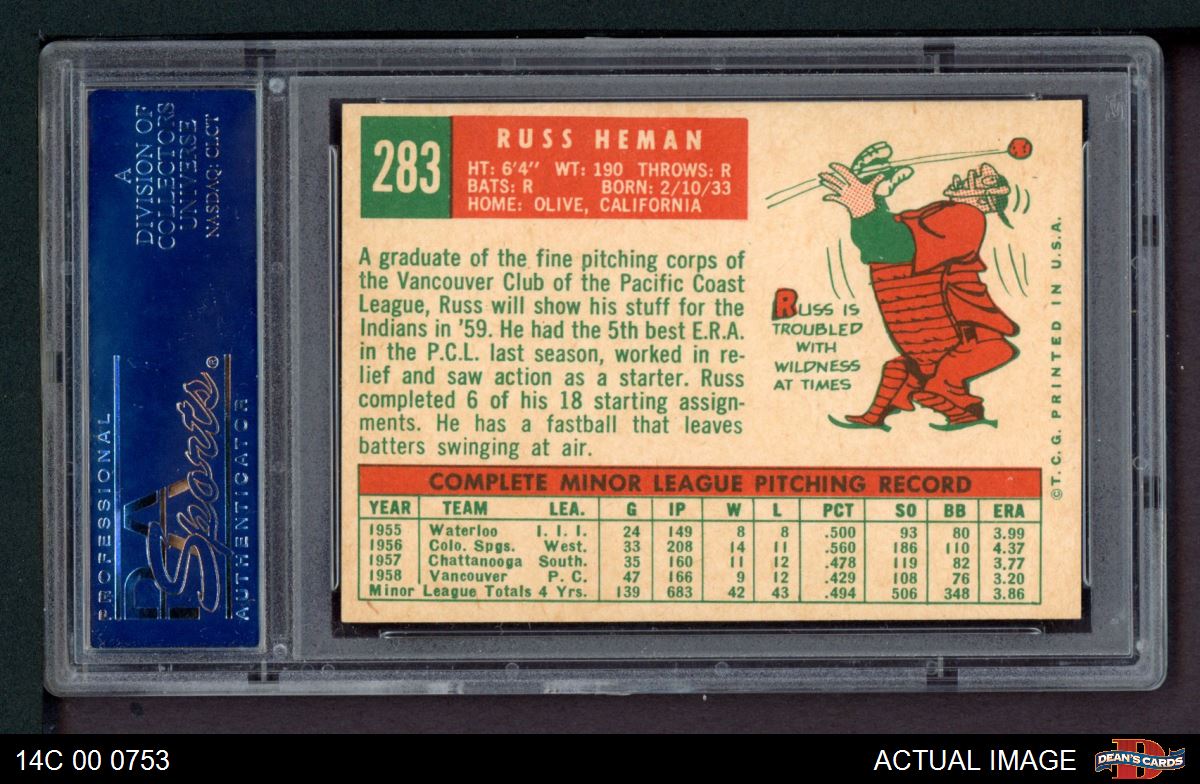 A
DIVISION OF
COLLECTORS
UNIVERSE
NASDAQ: CLCT
PROFESSIONAL
PSA
Sports®
AUTHENTICATOR
283
RUSS HEMAN
HT: 6'4" WT: 190 THROWS: R
BATS: R BORN: 2/10/33
HOME: OLIVE, CALIFORNIA
A graduate of the fine pitching corps of
the Vancouver Club of the Pacific Coast
League, Russ will show his stuff for the
Indians in '59. He had the 5th best E.R.A.
in the P.C.L. last season, worked in re-
lief and saw action as a starter. Russ
completed 6 of his 18 starting assign-
ments. He has a fastball that leaves
batters swinging at air.
RUSS IS
TROUBLED
WITH
WILDNESS
AT TIMES
©T.C.G. PRINTED IN U.S.A.
COMPLETE MINOR LEAGUE PITCHING RECORD
YEAR TEAM LEA. G IP W L PCT SO BB ERA
1955 Waterloo I. I. I. 24 149 8 8 .500 93 80 3.99
1956 Colo. Spgs. West. 33 208 14 11 .560 186 110 4.37
1957 Chattanooga South. 35 160 11 12 .478 119 82 3.77
1958 Vancouver P. C. 47 166 9 12 .429 108 76 3.20
Minor League Totals 4 Yrs. 139 683 42 43 .494 506 348 3.86
14C 00 0753
ACTUAL IMAGE
D
DEAN'S CARDS